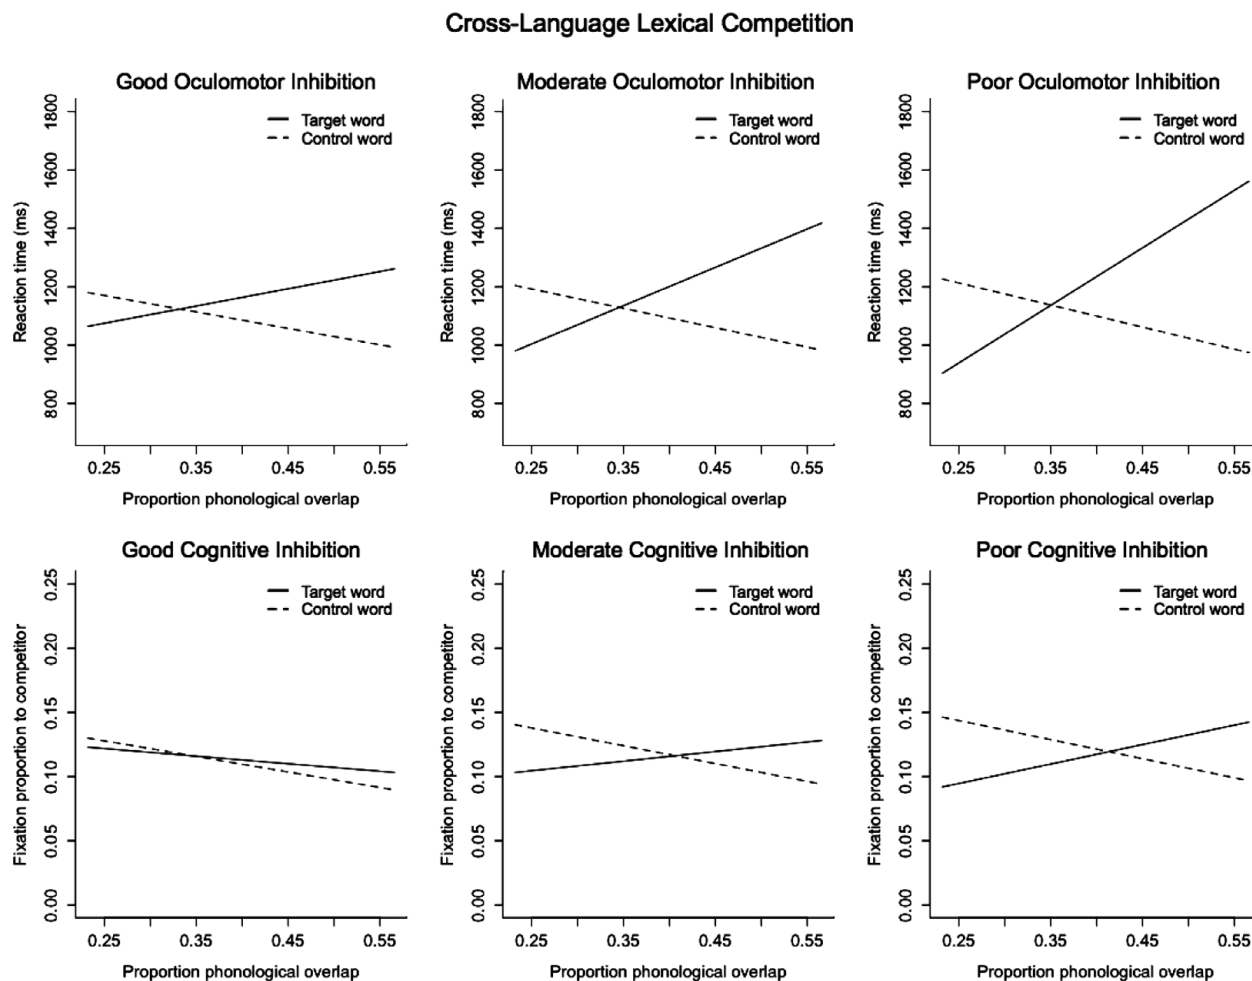 Cross-Language Lexical Competition
Good Oculomotor Inhibition
Target word
Control word
Reaction time (ms)
1800
1600
1400
1200
1000
800
0.25 0.35 0.45 0.55
Proportion phonological overlap
Moderate Oculomotor Inhibition
Target word
Control word
Reaction time (ms)
1800
1600
1400
1200
1000
800
0.25 0.35 0.45 0.55
Proportion phonological overlap
Poor Oculomotor Inhibition
Target word
Control word
Reaction time (ms)
1800
1600
1400
1200
1000
800
0.25 0.35 0.45 0.55
Proportion phonological overlap
Good Cognitive Inhibition
Target word
Control word
Fixation proportion to competitor
0.25
0.20
0.15
0.10
0.05
0.00
0.25 0.35 0.45 0.55
Proportion phonological overlap
Moderate Cognitive Inhibition
Target word
Control word
Fixation proportion to competitor
0.25
0.20
0.15
0.10
0.05
0.00
0.25 0.35 0.45 0.55
Proportion phonological overlap
Poor Cognitive Inhibition
Target word
Control word
Fixation proportion to competitor
0.25
0.20
0.15
0.10
0.05
0.00
0.25 0.35 0.45 0.55
Proportion phonological overlap